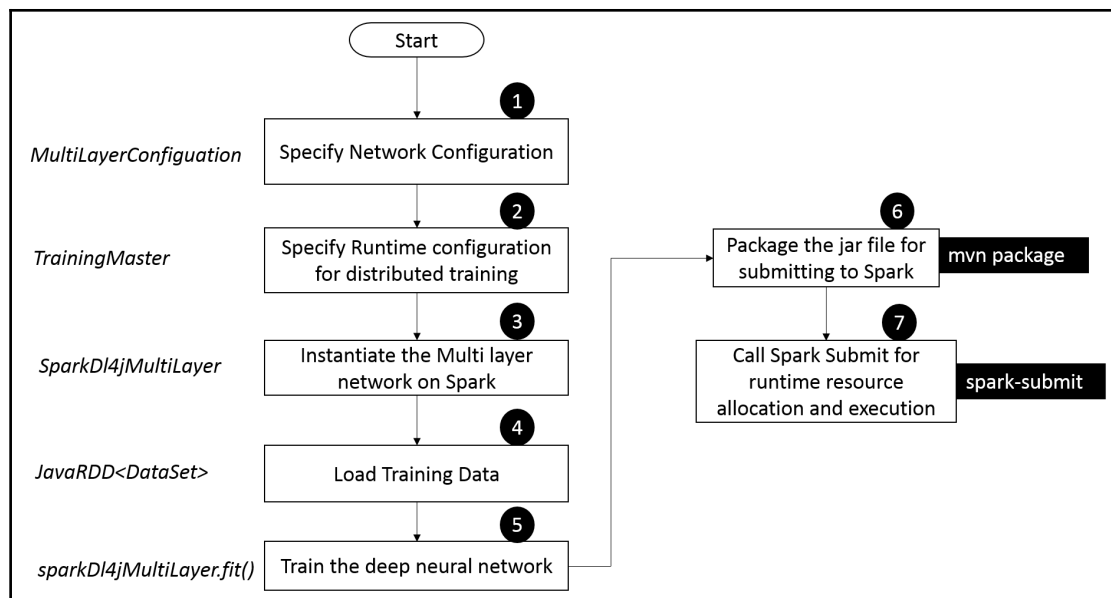 Start
1
MultiLayerConfiguation
Specify Network Configuration
2
TrainingMaster
Specify Runtime configuration
for distributed training
3
SparkDl4jMultiLayer
Instantiate the Multi layer
network on Spark
4
JavaRDD<DataSet>
Load Training Data
5
sparkDl4jMultiLayer.fit()
Train the deep neural network
6
Package the jar file for
submitting to Spark
mvn package
7
Call Spark Submit for
runtime resource
allocation and execution
spark-submit